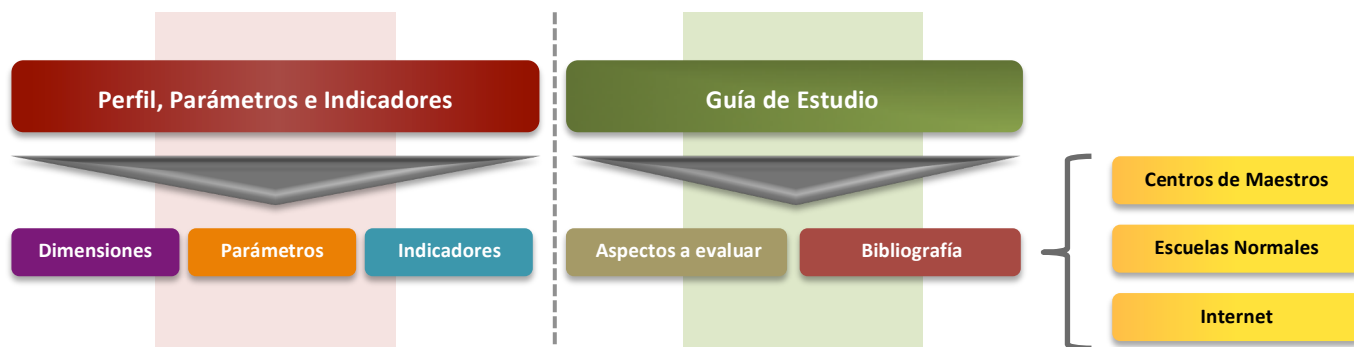 Perfil, Parámetros e Indicadores
Dimensiones
Parámetros
Indicadores
Guía de Estudio
Aspectos a evaluar
Bibliografía
Centros de Maestros
Escuelas Normales
Internet